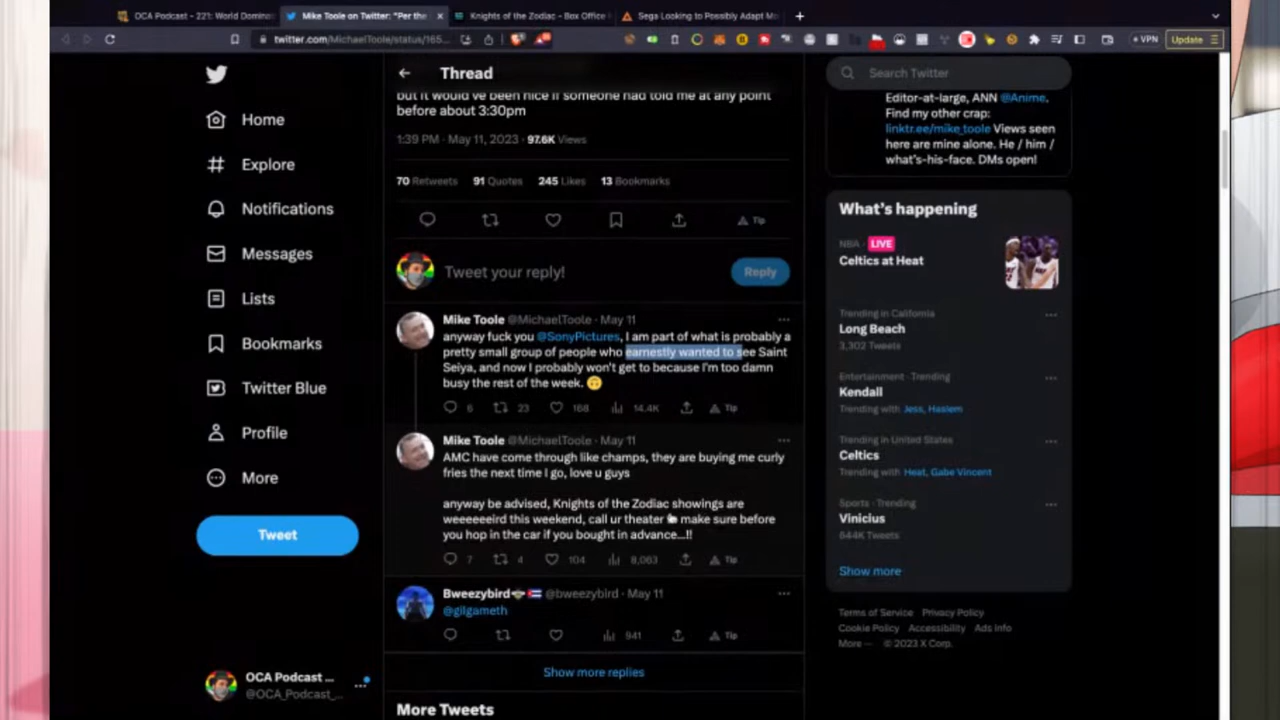 OCA Podcast - 221: World Domina
Mike Toole on Twitter: "Per the
Knights of the Zodiac - Box Office
Sega Looking to Possibly Adapt M
twitter.com/MichaelToole/status/165...
VPN
Update
Home
Explore
Notifications
Messages
Lists
Bookmarks
Twitter Blue
Profile
More
Tweet
OCA Podcast ...
@OCA_Podcast_...
Thread
but it would've been nice if someone had told me at any point
before about 3:30pm
1:39 PM · May 11, 2023 · 97.6K Views
70 Retweets 91 Quotes 245 Likes 13 Bookmarks
Tip
Tweet your reply!
Reply
Mike Toole @MichaelToole · May 11
anyway fuck you @SonyPictures, I am part of what is probably a
pretty small group of people who earnestly wanted to see Saint
Seiya, and now I probably won't get to because I'm too damn
busy the rest of the week. 🙃
6 23 168 14.4K Tip
Mike Toole @MichaelToole · May 11
AMC have come through like champs, they are buying me curly
fries the next time I go, love u guys
anyway be advised, Knights of the Zodiac showings are
weeeeeeird this weekend, call ur theater make sure before
you hop in the car if you bought in advance...!!
7 4 104 8,063 Tip
Bweezybird @bweezybird · May 11
@gilgameth
941 Tip
Show more replies
More Tweets
Search Twitter
Editor-at-large, ANN @Anime.
Find my other crap:
linktr.ee/mike_toole Views seen
here are mine alone. He / him /
what's-his-face. DMs open!
What's happening
NBA · LIVE
Celtics at Heat
Trending in California
Long Beach
3,302 Tweets
Entertainment · Trending
Kendall
Trending with Jess, Haslem
Trending in United States
Celtics
Trending with Heat, Gabe Vincent
Sports · Trending
Vinicius
644K Tweets
Show more
Terms of Service Privacy Policy
Cookie Policy Accessibility Ads info
More ... © 2023 X Corp.